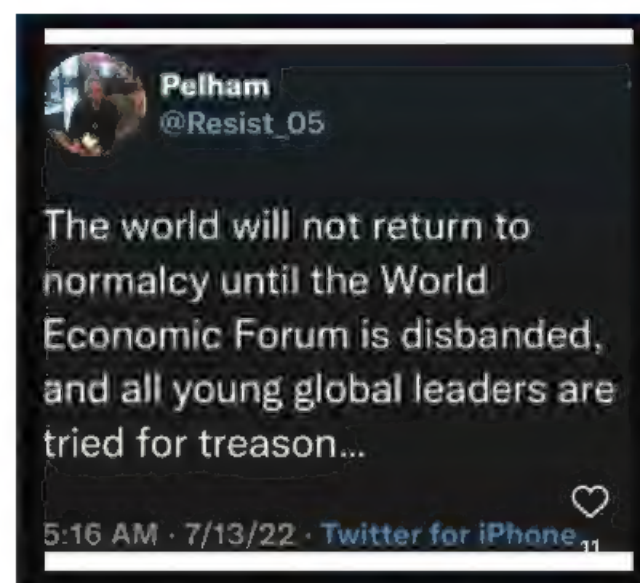 Pelham
@Resist_05
The world will not return to
normalcy until the World
Economic Forum is disbanded,
and all young global leaders are
tried for treason...
5:16 AM · 7/13/22 · Twitter for iPhone
11